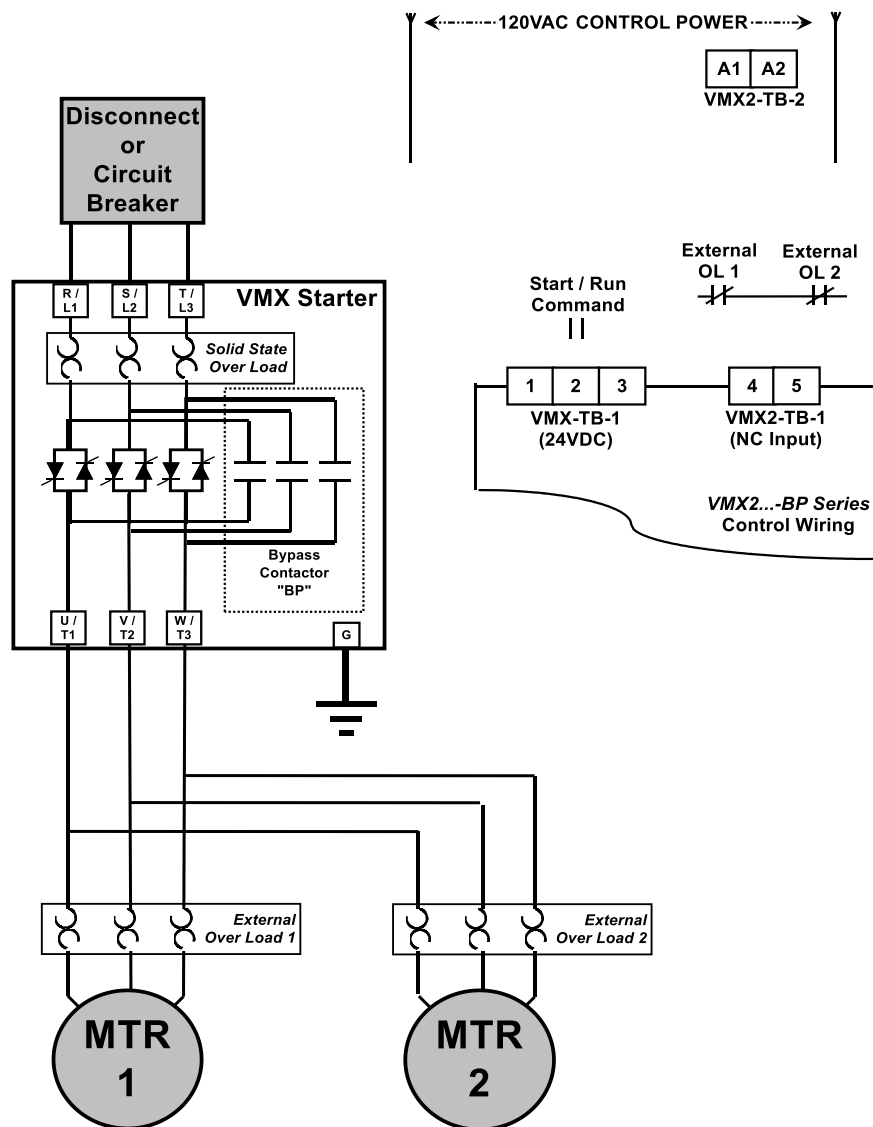 120VAC CONTROL POWER
A1 A2
VMX2-TB-2
Disconnect
or
Circuit
Breaker
R /
L1
S /
L2
T /
L3
VMX Starter
Solid State
Over Load
Bypass
Contactor
"BP"
U /
T1
V /
T2
W /
T3
G
External
OL 1
External
OL 2
Start / Run
Command
1 2 3
VMX-TB-1
(24VDC)
4 5
VMX2-TB-1
(NC Input)
VMX2...-BP Series
Control Wiring
External
Over Load 1
External
Over Load 2
MTR
1
MTR
2